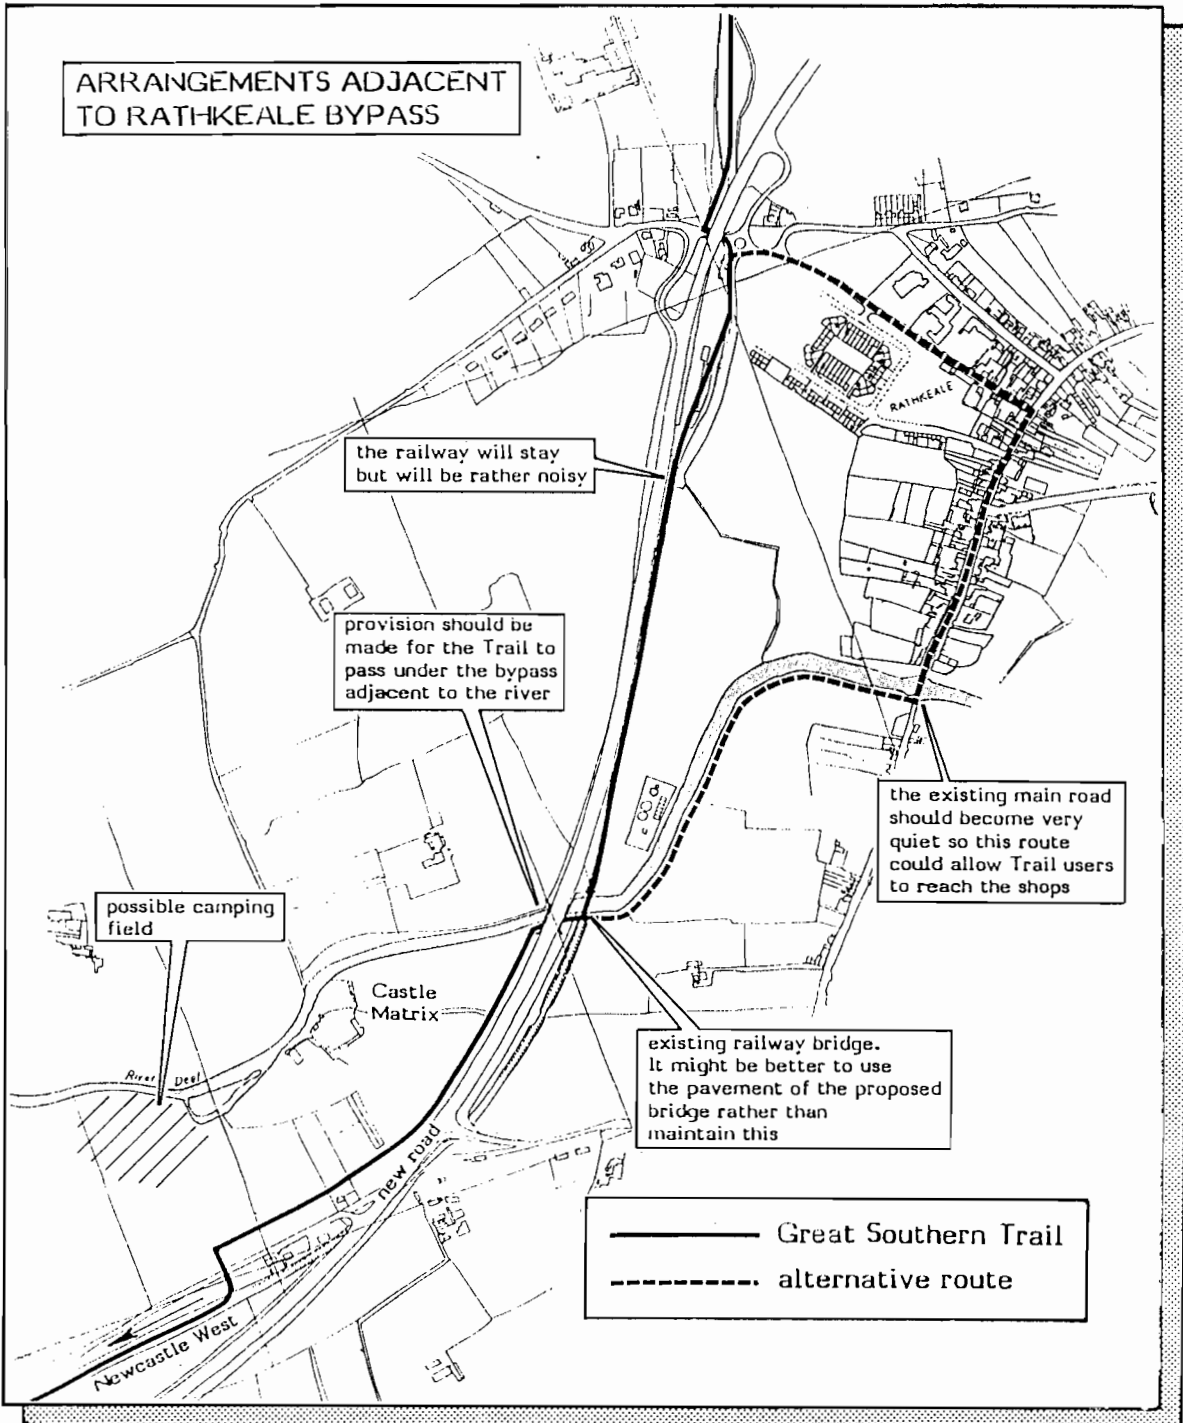 ARRANGEMENTS ADJACENT
TO RATHKEALE BYPASS
RATHKEALE
the railway will stay
but will be rather noisy
provision should be
made for the Trail to
pass under the bypass
adjacent to the river
the existing main road
should become very
quiet so this route
could allow Trail users
to reach the shops
possible camping
field
Castle
Matrix
River Deel
existing railway bridge.
It might be better to use
the pavement of the proposed
bridge rather than
maintain this
new road
Great Southern Trail
alternative route
Newcastle West